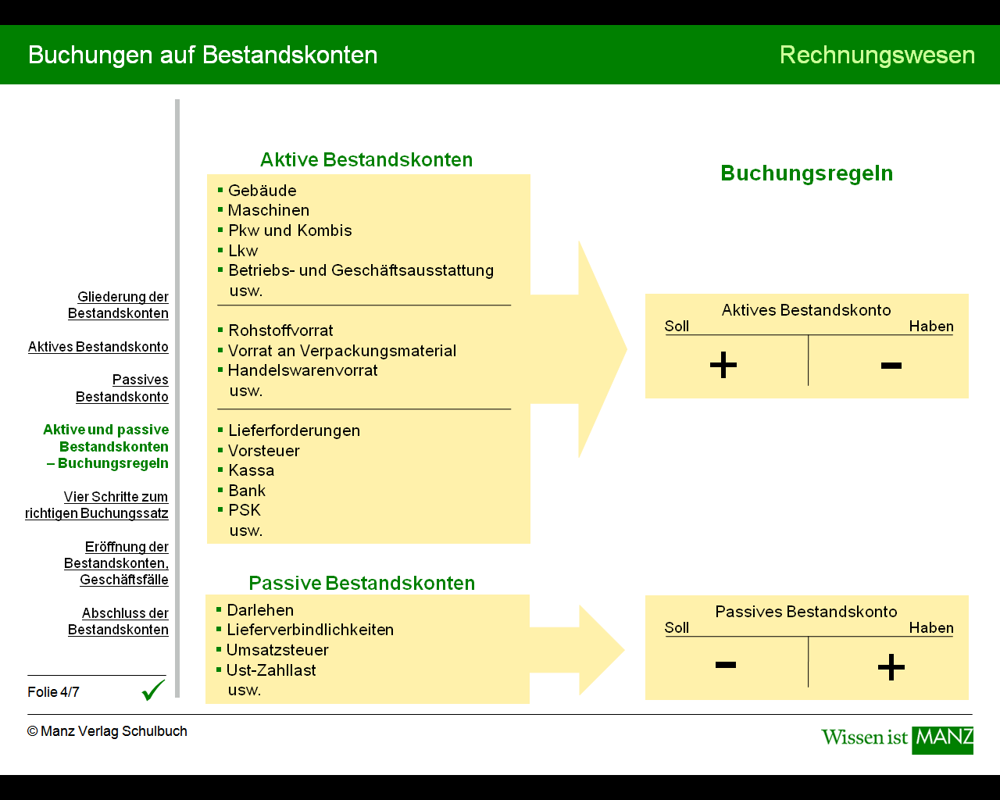 Buchungen auf Bestandskonten
Rechnungswesen
Gliederung der
Bestandskonten
Aktives Bestandskonto
Passives
Bestandskonto
Aktive und passive
Bestandskonten
– Buchungsregeln
Vier Schritte zum
richtigen Buchungssatz
Eröffnung der
Bestandskonten,
Geschäftsfälle
Abschluss der
Bestandskonten
Folie 4/7
Aktive Bestandskonten
Gebäude
Maschinen
Pkw und Kombis
Lkw
Betriebs- und Geschäftsausstattung
usw.
Rohstoffvorrat
Vorrat an Verpackungsmaterial
Handelswarenvorrat
usw.
Lieferforderungen
Vorsteuer
Kassa
Bank
PSK
usw.
Buchungsregeln
Aktives Bestandskonto
Soll Haben
+ –
Passive Bestandskonten
Darlehen
Lieferverbindlichkeiten
Umsatzsteuer
Ust-Zahllast
usw.
Passives Bestandskonto
Soll Haben
– +
© Manz Verlag Schulbuch
Wissen ist MANZ